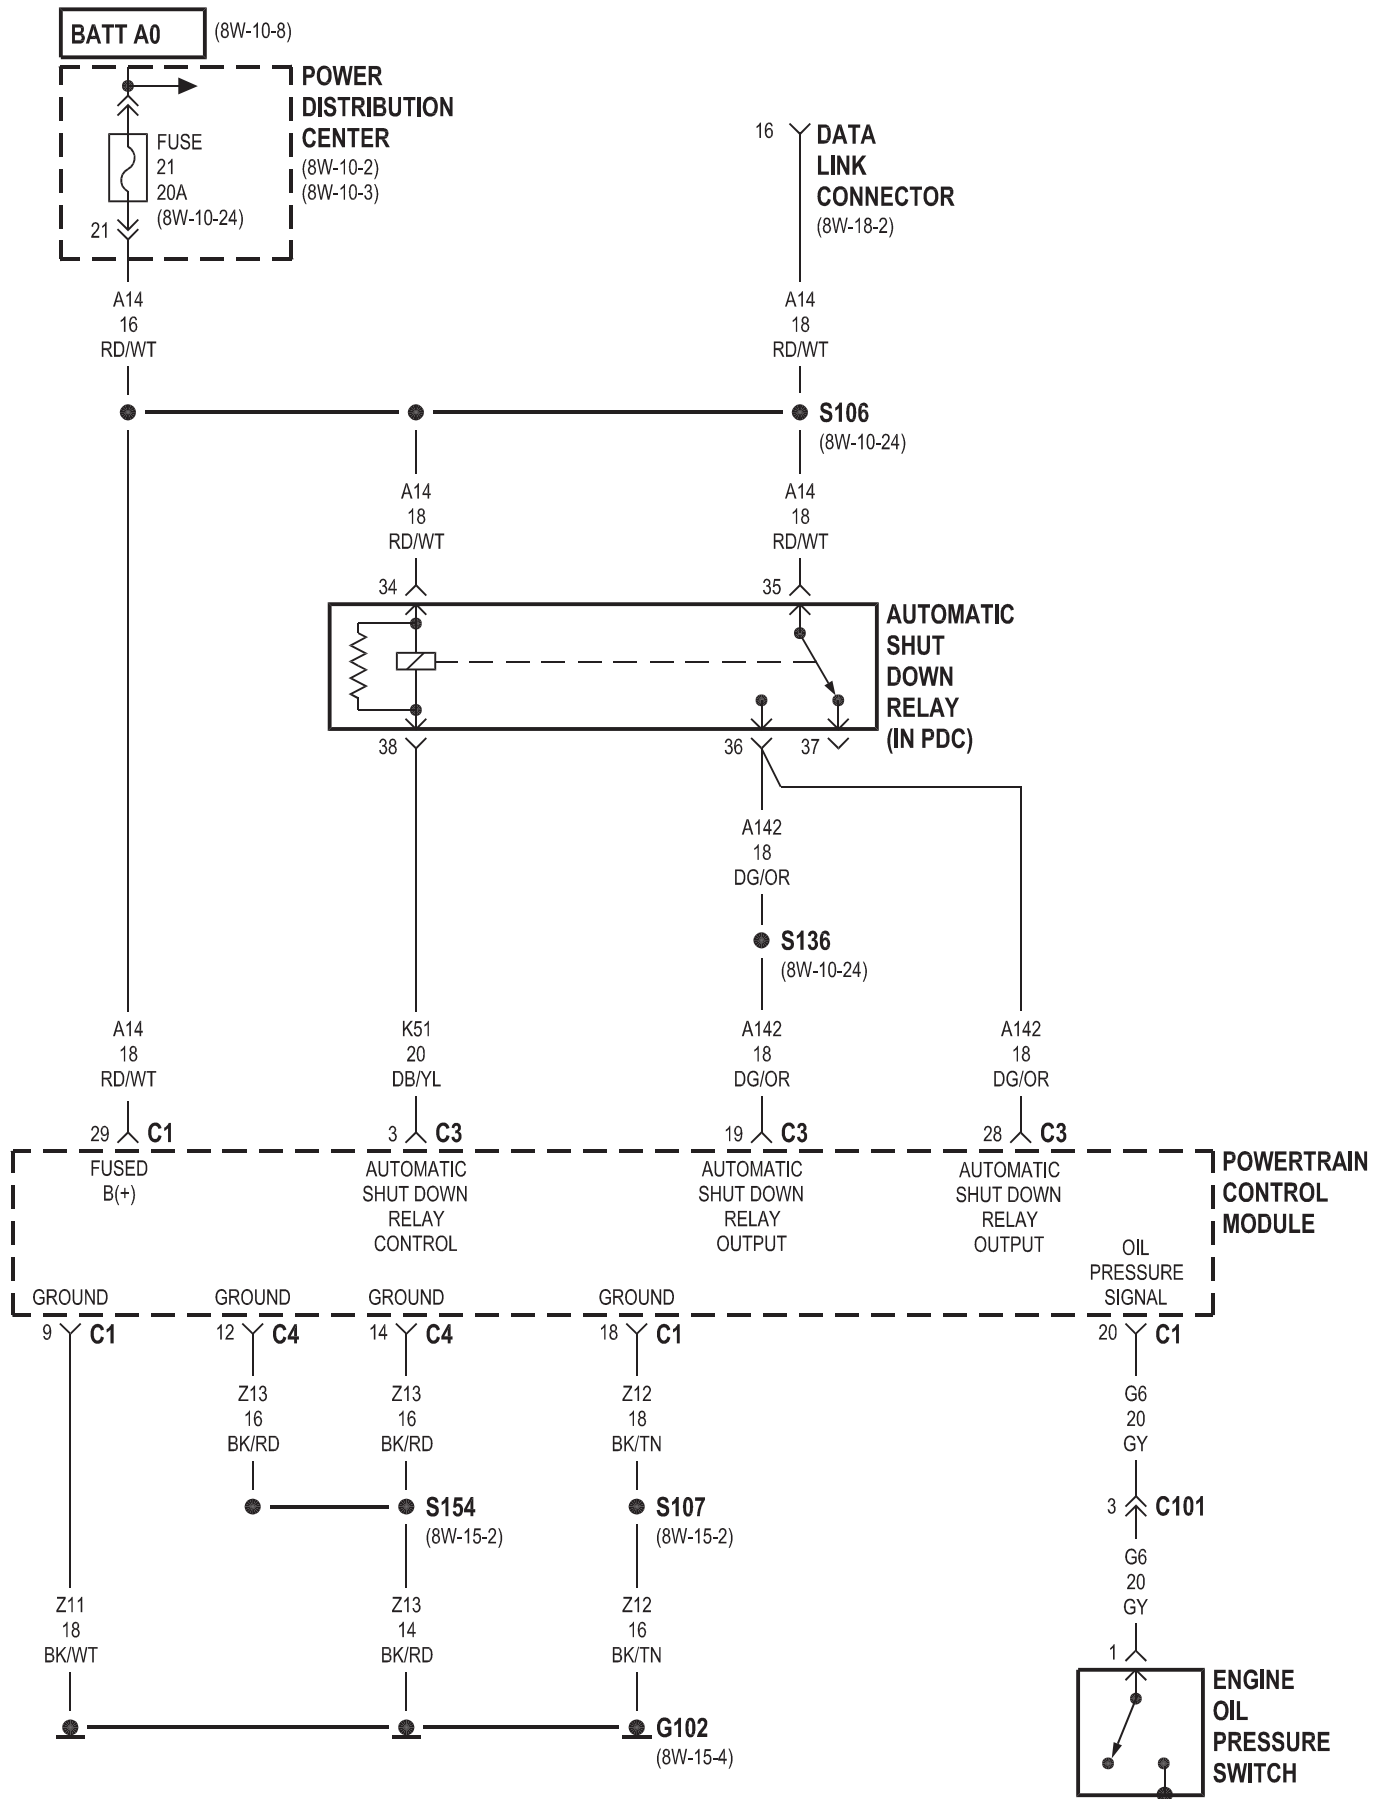 BATT A0
(8W-10-8)
POWER
DISTRIBUTION
CENTER
(8W-10-2)
(8W-10-3)
FUSE
21
20A
(8W-10-24)
21
16
DATA
LINK
CONNECTOR
(8W-18-2)
A14
16
RD/WT
A14
18
RD/WT
S106
(8W-10-24)
A14
18
RD/WT
A14
18
RD/WT
34
35
AUTOMATIC
SHUT
DOWN
RELAY
(IN PDC)
38
36
37
A142
18
DG/OR
S136
(8W-10-24)
A14
18
RD/WT
K51
20
DB/YL
A142
18
DG/OR
A142
18
DG/OR
29
C1
3
C3
19
C3
28
C3
POWERTRAIN
CONTROL
MODULE
FUSED
B(+)
AUTOMATIC
SHUT DOWN
RELAY
CONTROL
AUTOMATIC
SHUT DOWN
RELAY
OUTPUT
AUTOMATIC
SHUT DOWN
RELAY
OUTPUT
OIL
PRESSURE
SIGNAL
GROUND
GROUND
GROUND
GROUND
9
C1
12
C4
14
C4
18
C1
20
C1
Z13
16
BK/RD
Z13
16
BK/RD
Z12
18
BK/TN
G6
20
GY
S154
(8W-15-2)
S107
(8W-15-2)
3
C101
G6
20
GY
Z11
18
BK/WT
Z13
14
BK/RD
Z12
16
BK/TN
1
ENGINE
OIL
PRESSURE
SWITCH
G102
(8W-15-4)